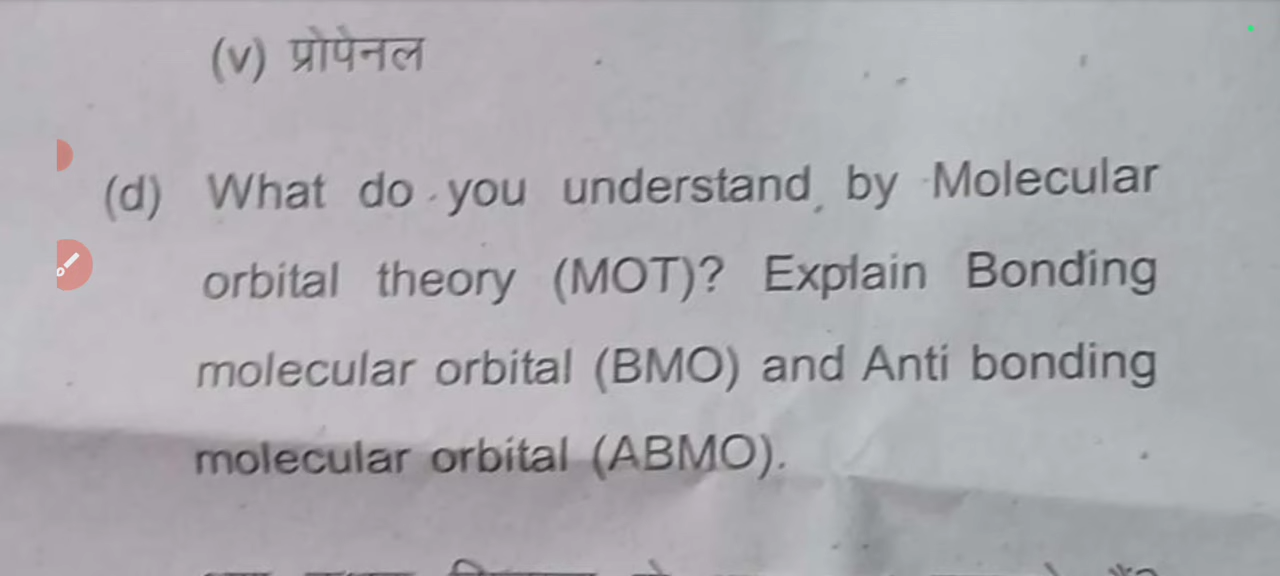 (v) प्रोपेनल
(d) What do you understand by Molecular
orbital theory (MOT)? Explain Bonding
molecular orbital (BMO) and Anti bonding
molecular orbital (ABMO).